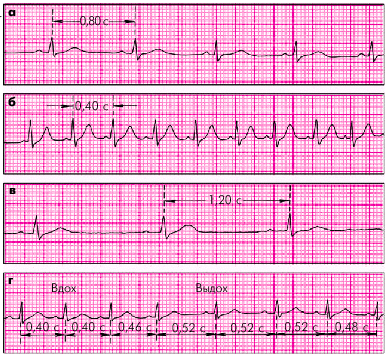 а
0,80 с
б
0,40 с
в
1,20 с
г
Вдох Выдох
0,40 с 0,40 с 0,46 с 0,52 с 0,52 с 0,52 с 0,48 с